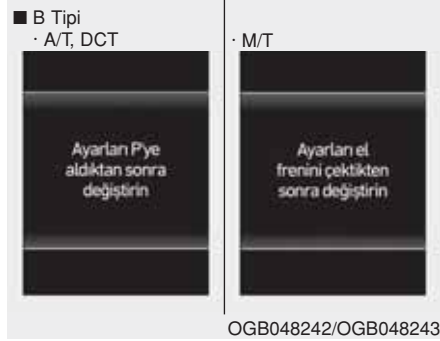 ■ B Tipi
· A/T, DCT
· M/T
Ayarları P'ye
aldıktan sonra
değiştirin
Ayarları el
frenini çektikten
sonra değiştirin
OGB048242/OGB048243